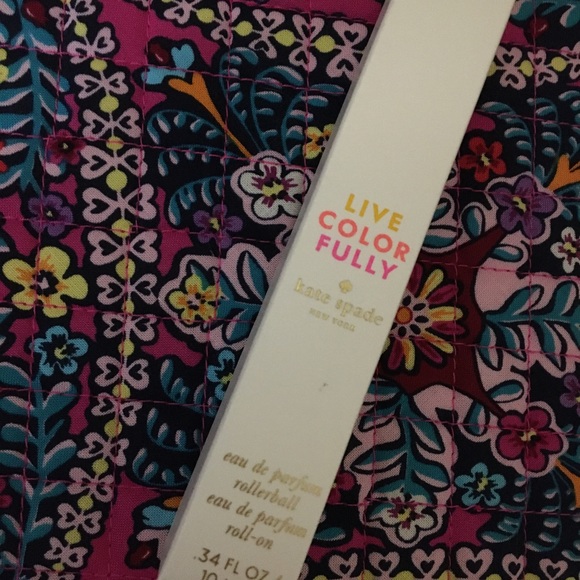 LIVE
COLOR
FULLY
kate spade
NEW YORK
eau de parfum
rollerball
eau de parfum
roll-on
.34 FL OZ
10